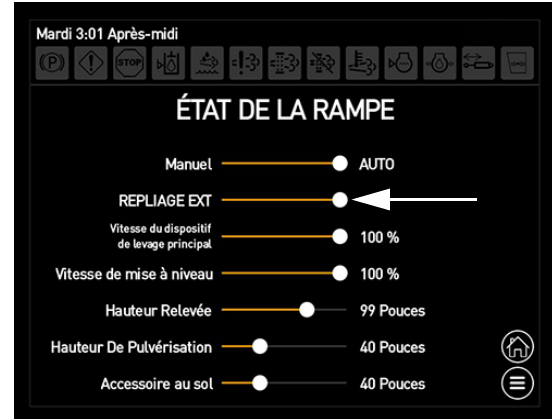 Mardi 3:01 Après-midi
(P) STOP
ÉTAT DE LA RAMPE
Manuel AUTO
REPLIAGE EXT
Vitesse du dispositif
de levage principal 100 %
Vitesse de mise à niveau 100 %
Hauteur Relevée 99 Pouces
Hauteur De Pulvérisation 40 Pouces
Accessoire au sol 40 Pouces